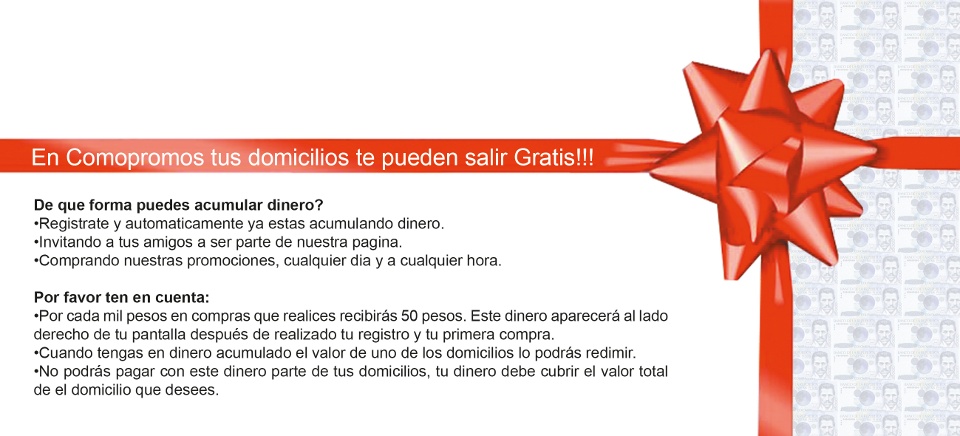 En Comopromos tus domicilios te pueden salir Gratis!!!
De que forma puedes acumular dinero?
•Registrate y automaticamente ya estas acumulando dinero.
•Invitando a tus amigos a ser parte de nuestra pagina.
•Comprando nuestras promociones, cualquier dia y a cualquier hora.
Por favor ten en cuenta:
•Por cada mil pesos en compras que realices recibirás 50 pesos. Este dinero aparecerá al lado
derecho de tu pantalla después de realizado tu registro y tu primera compra.
•Cuando tengas en dinero acumulado el valor de uno de los domicilios lo podrás redimir.
•No podrás pagar con este dinero parte de tus domicilios, tu dinero debe cubrir el valor total
de el domicilio que desees.